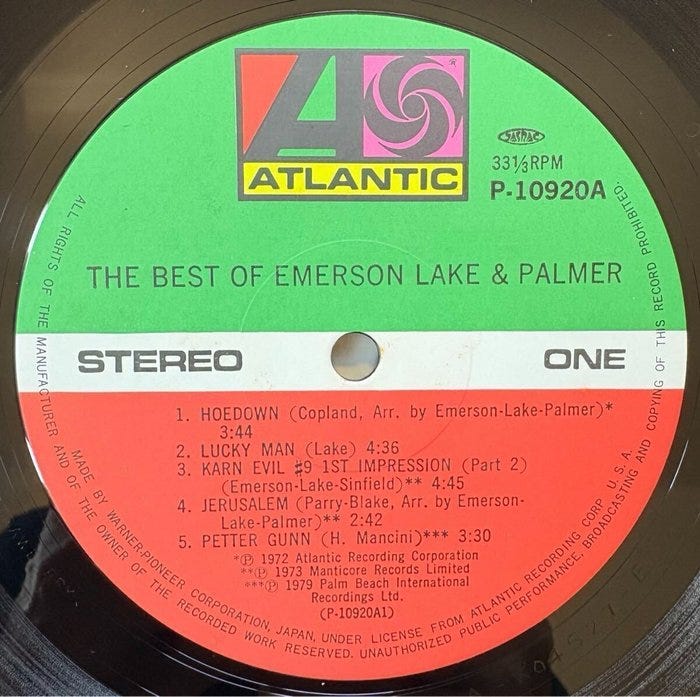 ATLANTIC
®
JASRAC
33⅓RPM
P-10920A
THE BEST OF EMERSON LAKE & PALMER
STEREO
ONE
1. HOEDOWN (Copland, Arr. by Emerson-Lake-Palmer)*
3:44
2. LUCKY MAN (Lake) 4:36
3. KARN EVIL #9 1ST IMPRESSION (Part 2)
(Emerson-Lake-Sinfield)** 4:45
4. JERUSALEM (Parry-Blake, Arr. by Emerson-
Lake-Palmer)** 2:42
5. PETTER GUNN (H. Mancini)*** 3:30
*Ⓟ 1972 Atlantic Recording Corporation
**Ⓟ 1973 Manticore Records Limited
***Ⓟ 1979 Palm Beach International
Recordings Ltd.
(P-10920A1)
MADE BY WARNER-PIONEER CORPORATION, JAPAN, UNDER LICENSE FROM ATLANTIC RECORDING CORP. U.S.A.
ALL RIGHTS OF THE MANUFACTURER AND OF THE OWNER OF THE RECORDED WORK RESERVED. UNAUTHORIZED PUBLIC PERFORMANCE, BROADCASTING AND COPYING OF THIS RECORD PROHIBITED.